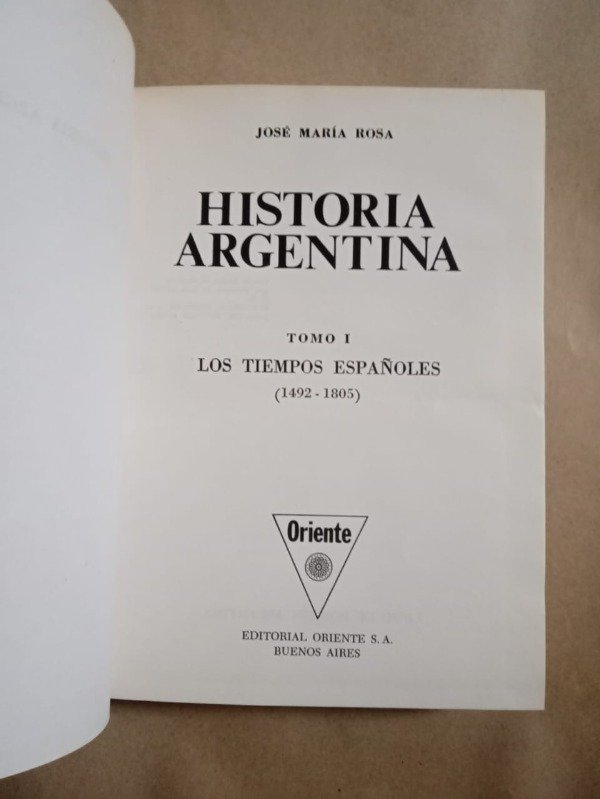 JOSÉ MARÍA ROSA
HISTORIA
ARGENTINA
TOMO I
LOS TIEMPOS ESPAÑOLES
(1492 - 1805)
Oriente
EDITORIAL ORIENTE S. A.
BUENOS AIRES